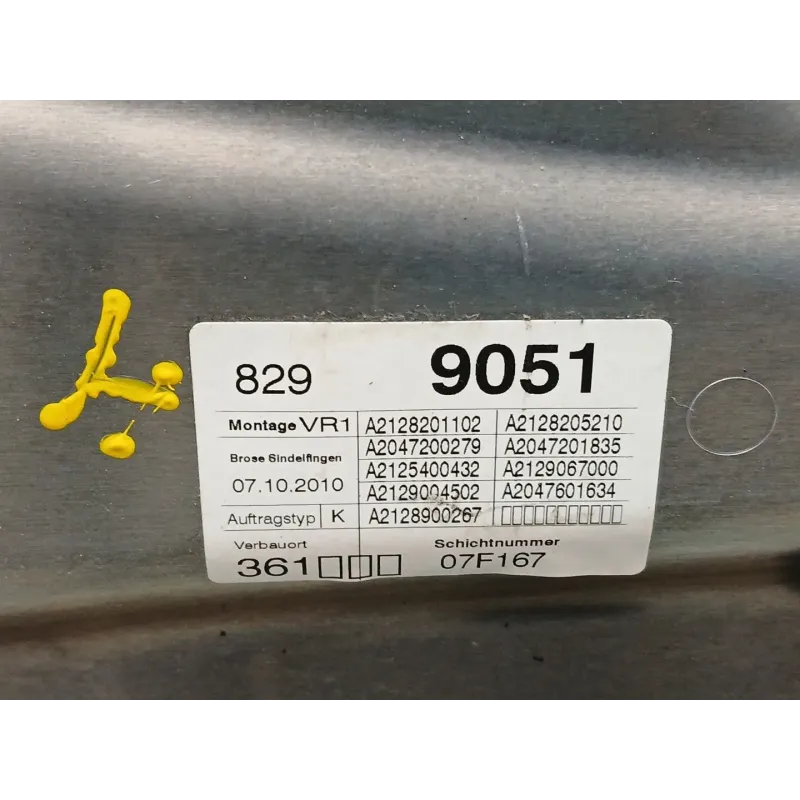 829 9051
Montage VR1 A2128201102 A2128205210
A2047200279 A2047201835
Brose Sindelfingen
A2125400432 A2129067000
07.10.2010
A2129004502 A2047601634
Auftragstyp K A2128900267 □□□□□□□□□□□
Verbauort Schichtnummer
361□□□ 07F167